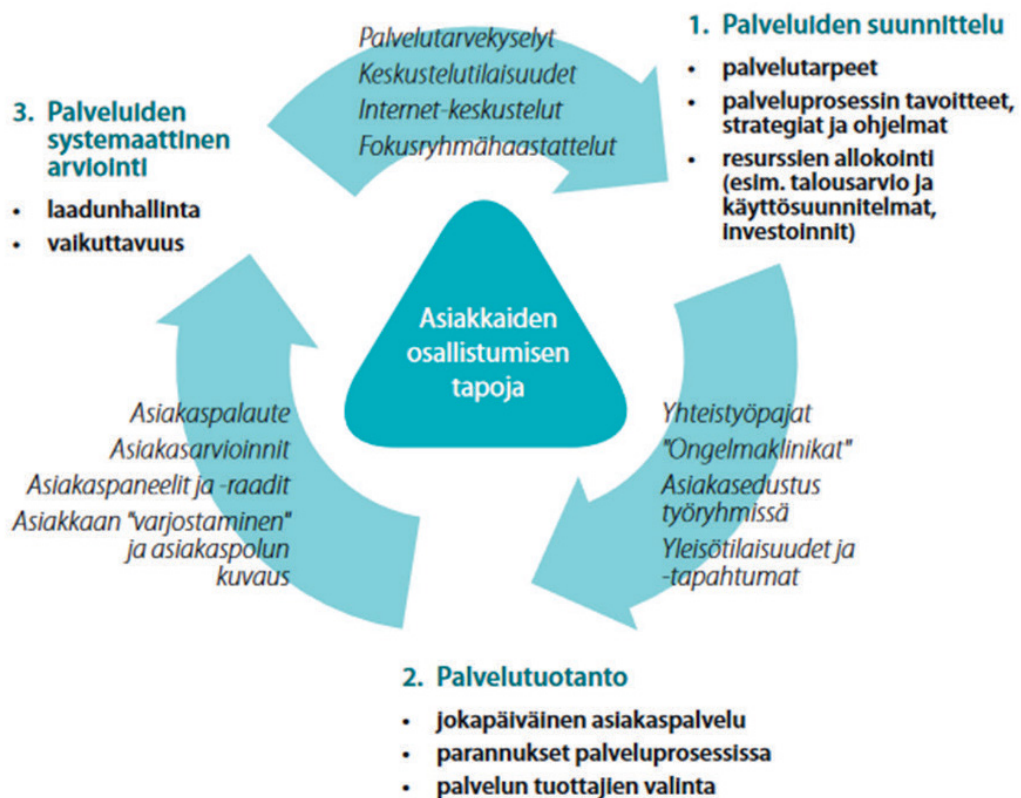 Palvelutarvekyselyt
Keskustelutilaisuudet
Internet-keskustelut
Fokusryhmähaastattelut
1. Palveluiden suunnittelu
• palvelutarpeet
• palveluprosessin tavoitteet,
strategiat ja ohjelmat
• resurssien allokointi
(esim. talousarvio ja
käyttösuunnitelmat,
investoinnit)
3. Palveluiden
systemaattinen
arviointi
• laadunhallinta
• vaikuttavuus
Asiakkaiden
osallistumisen
tapoja
Yhteistyöpajat
"Ongelmaklinikat"
Asiakasedustus
työryhmissä
Yleisötilaisuudet ja
-tapahtumat
Asiakaspalaute
Asiakasarvioinnit
Asiakaspaneelit ja -raadit
Asiakkaan "varjostaminen"
ja asiakaspolun
kuvaus
2. Palvelutuotanto
• jokapäiväinen asiakaspalvelu
• parannukset palveluprosessissa
• palvelun tuottajien valinta